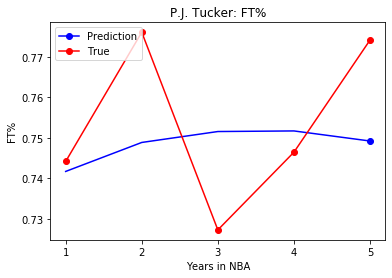 P.J. Tucker: FT%
Prediction
True
FT%
0.77
0.76
0.75
0.74
0.73
1 2 3 4 5
Years in NBA